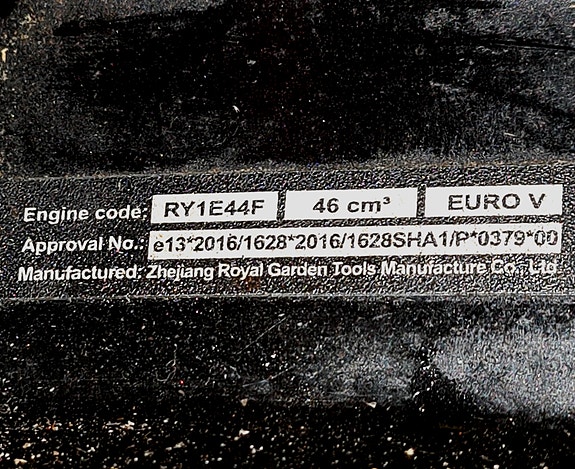 Engine code: RY1E44F 46 cm³ EURO V
Approval No.: e13*2016/1628*2016/1628SHA1/P*0379*00
Manufactured: Zhejiang Royal Garden Tools Manufacture Co., Ltd